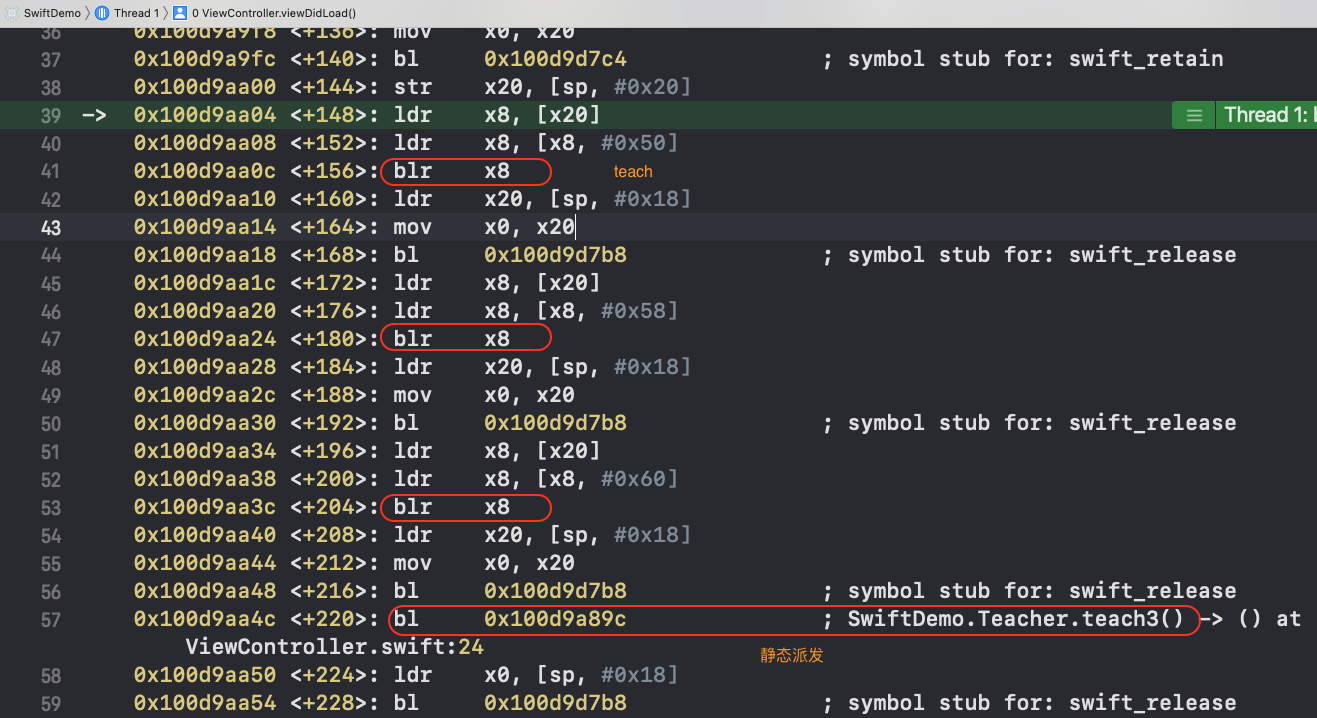 SwiftDemo 〉 Thread 1 〉 0 ViewController.viewDidLoad()
36 0x100d9a9f8 <+136>: mov x0, x20
37 0x100d9a9fc <+140>: bl 0x100d9d7c4 ; symbol stub for: swift_retain
38 0x100d9aa00 <+144>: str x20, [sp, #0x20]
39 -> 0x100d9aa04 <+148>: ldr x8, [x20] Thread 1:
40 0x100d9aa08 <+152>: ldr x8, [x8, #0x50]
41 0x100d9aa0c <+156>: blr x8 teach
42 0x100d9aa10 <+160>: ldr x20, [sp, #0x18]
43 0x100d9aa14 <+164>: mov x0, x20
44 0x100d9aa18 <+168>: bl 0x100d9d7b8 ; symbol stub for: swift_release
45 0x100d9aa1c <+172>: ldr x8, [x20]
46 0x100d9aa20 <+176>: ldr x8, [x8, #0x58]
47 0x100d9aa24 <+180>: blr x8
48 0x100d9aa28 <+184>: ldr x20, [sp, #0x18]
49 0x100d9aa2c <+188>: mov x0, x20
50 0x100d9aa30 <+192>: bl 0x100d9d7b8 ; symbol stub for: swift_release
51 0x100d9aa34 <+196>: ldr x8, [x20]
52 0x100d9aa38 <+200>: ldr x8, [x8, #0x60]
53 0x100d9aa3c <+204>: blr x8
54 0x100d9aa40 <+208>: ldr x20, [sp, #0x18]
55 0x100d9aa44 <+212>: mov x0, x20
56 0x100d9aa48 <+216>: bl 0x100d9d7b8 ; symbol stub for: swift_release
57 0x100d9aa4c <+220>: bl 0x100d9a89c ; SwiftDemo.Teacher.teach3() -> () at
ViewController.swift:24
静态派发
58 0x100d9aa50 <+224>: ldr x0, [sp, #0x18]
59 0x100d9aa54 <+228>: bl 0x100d9d7b8 ; symbol stub for: swift_release